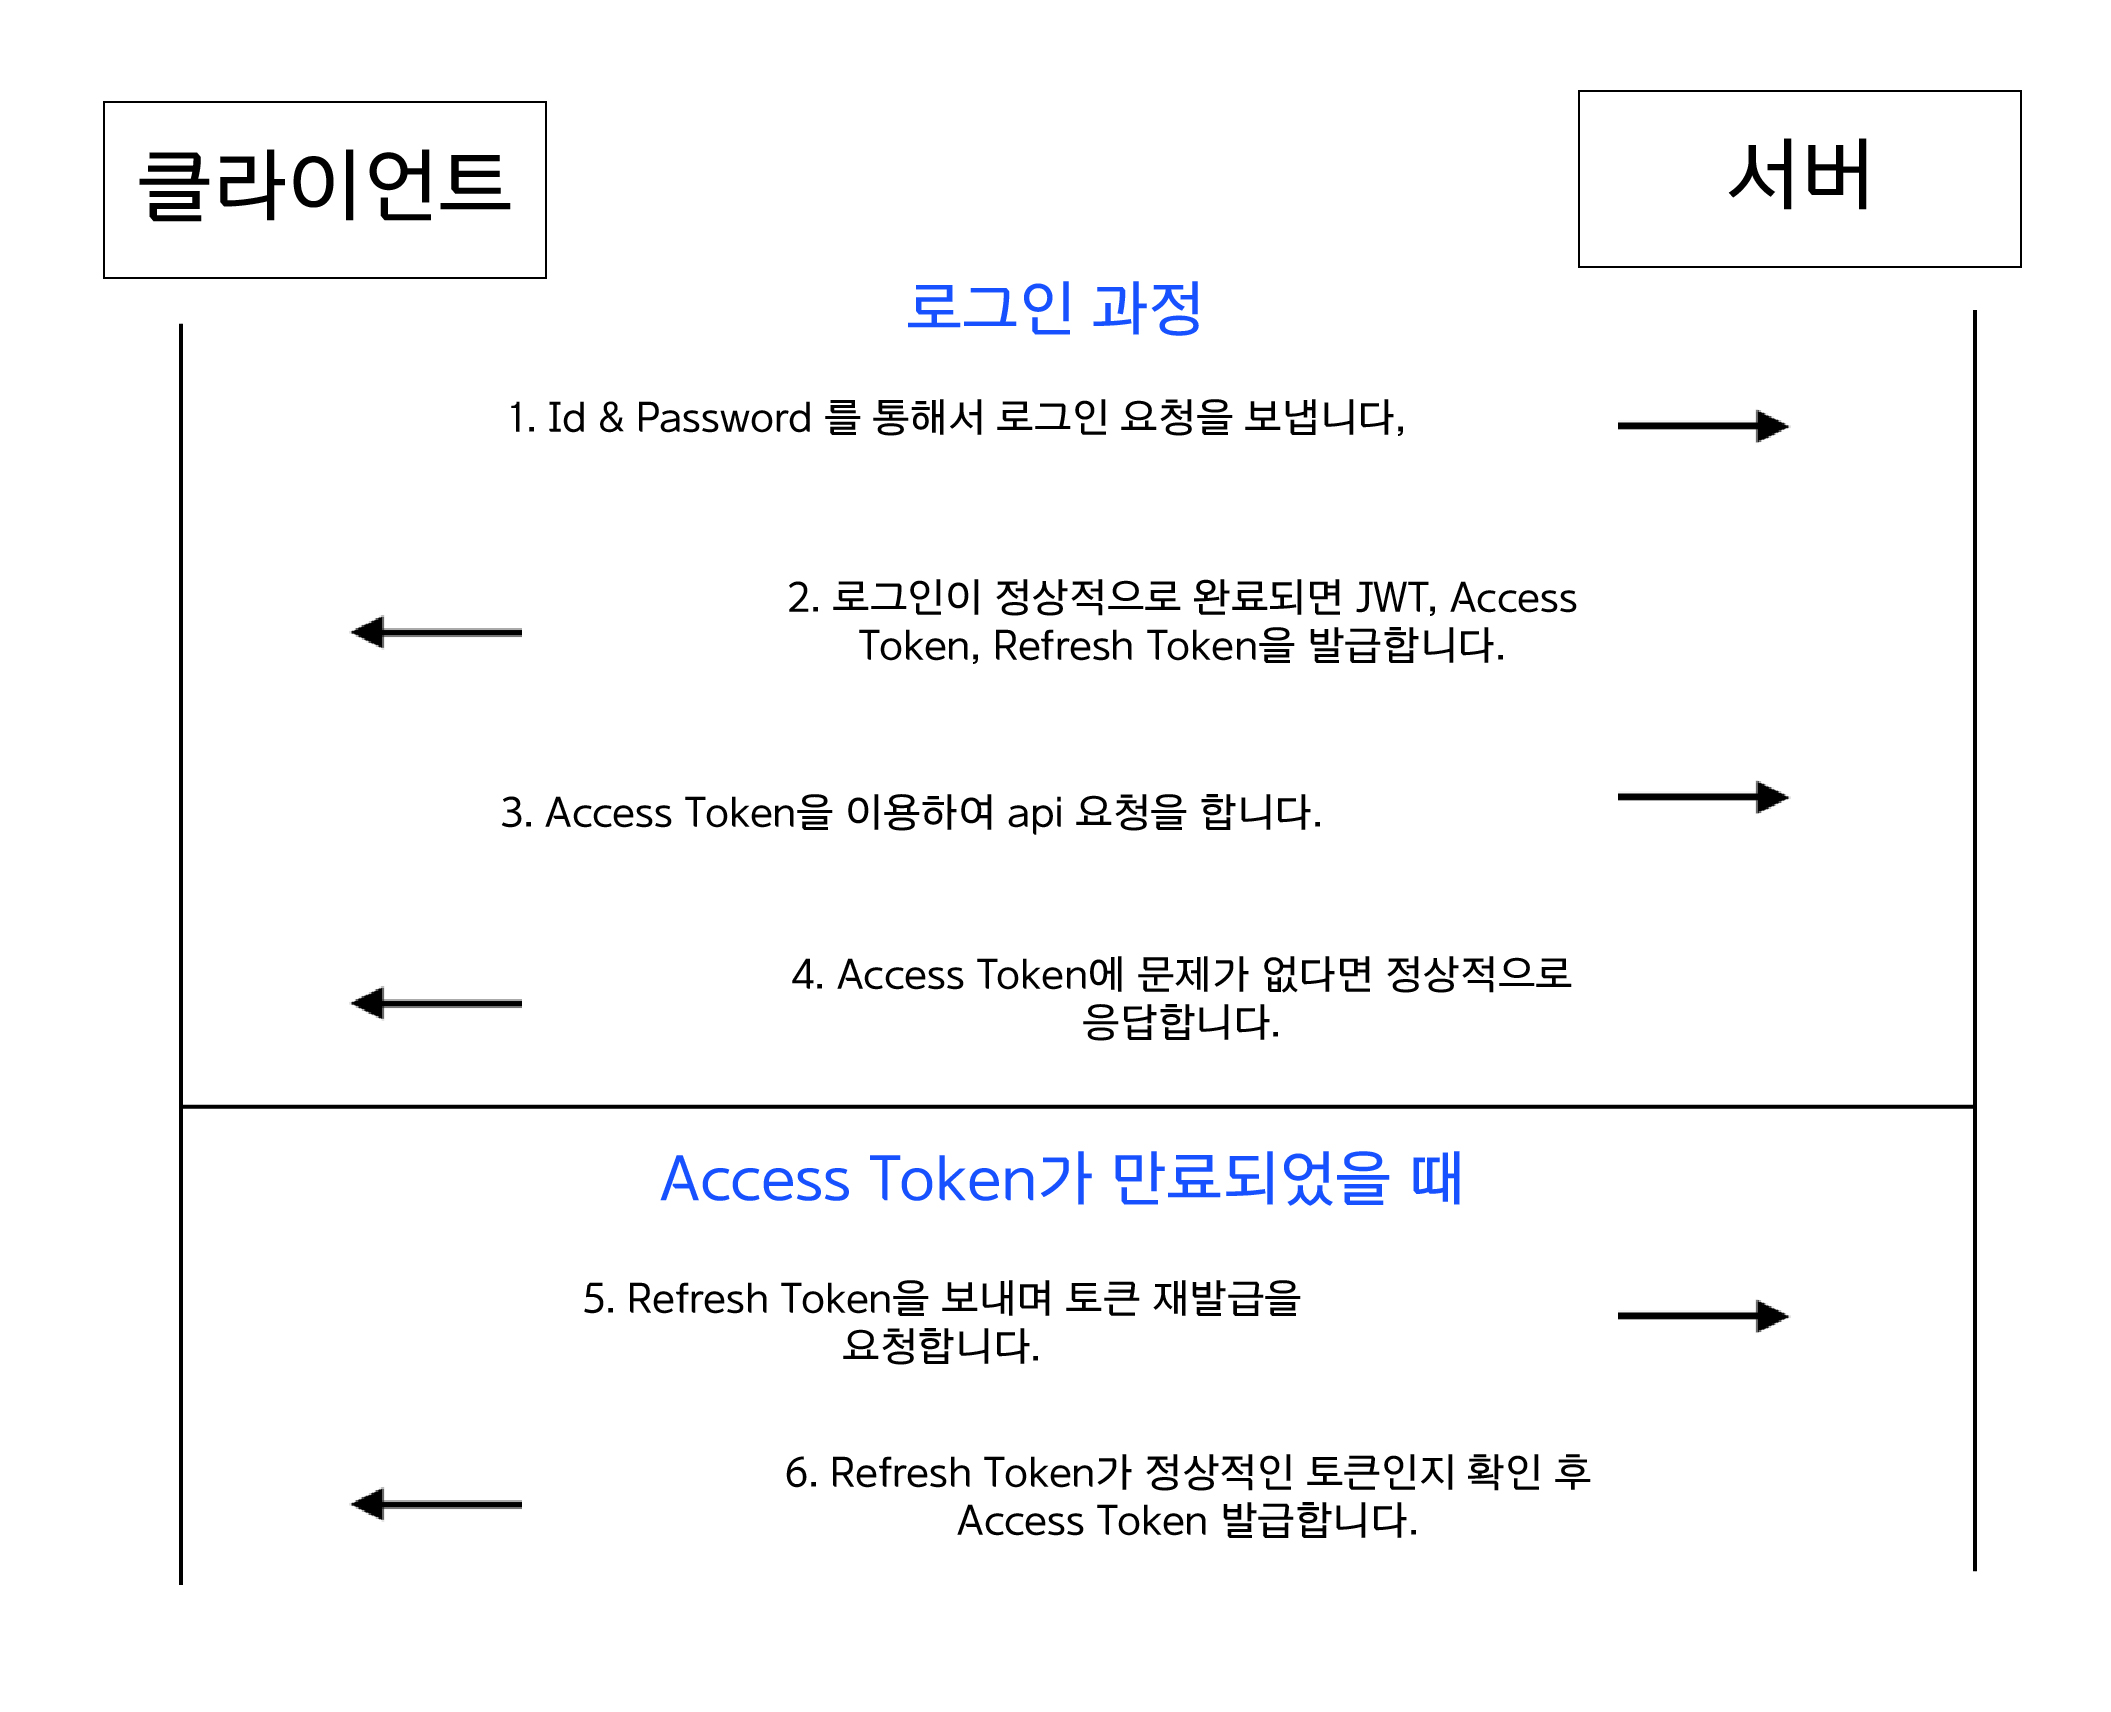 클라이언트
서버
로그인 과정
1. Id & Password 를 통해서 로그인 요청을 보냅니다,
2. 로그인이 정상적으로 완료되면 JWT, Access
Token, Refresh Token을 발급합니다.
3. Access Token을 이용하여 api 요청을 합니다.
4. Access Token에 문제가 없다면 정상적으로
응답합니다.
Access Token가 만료되었을 때
5. Refresh Token을 보내며 토큰 재발급을
요청합니다.
6. Refresh Token가 정상적인 토큰인지 확인 후
Access Token 발급합니다.